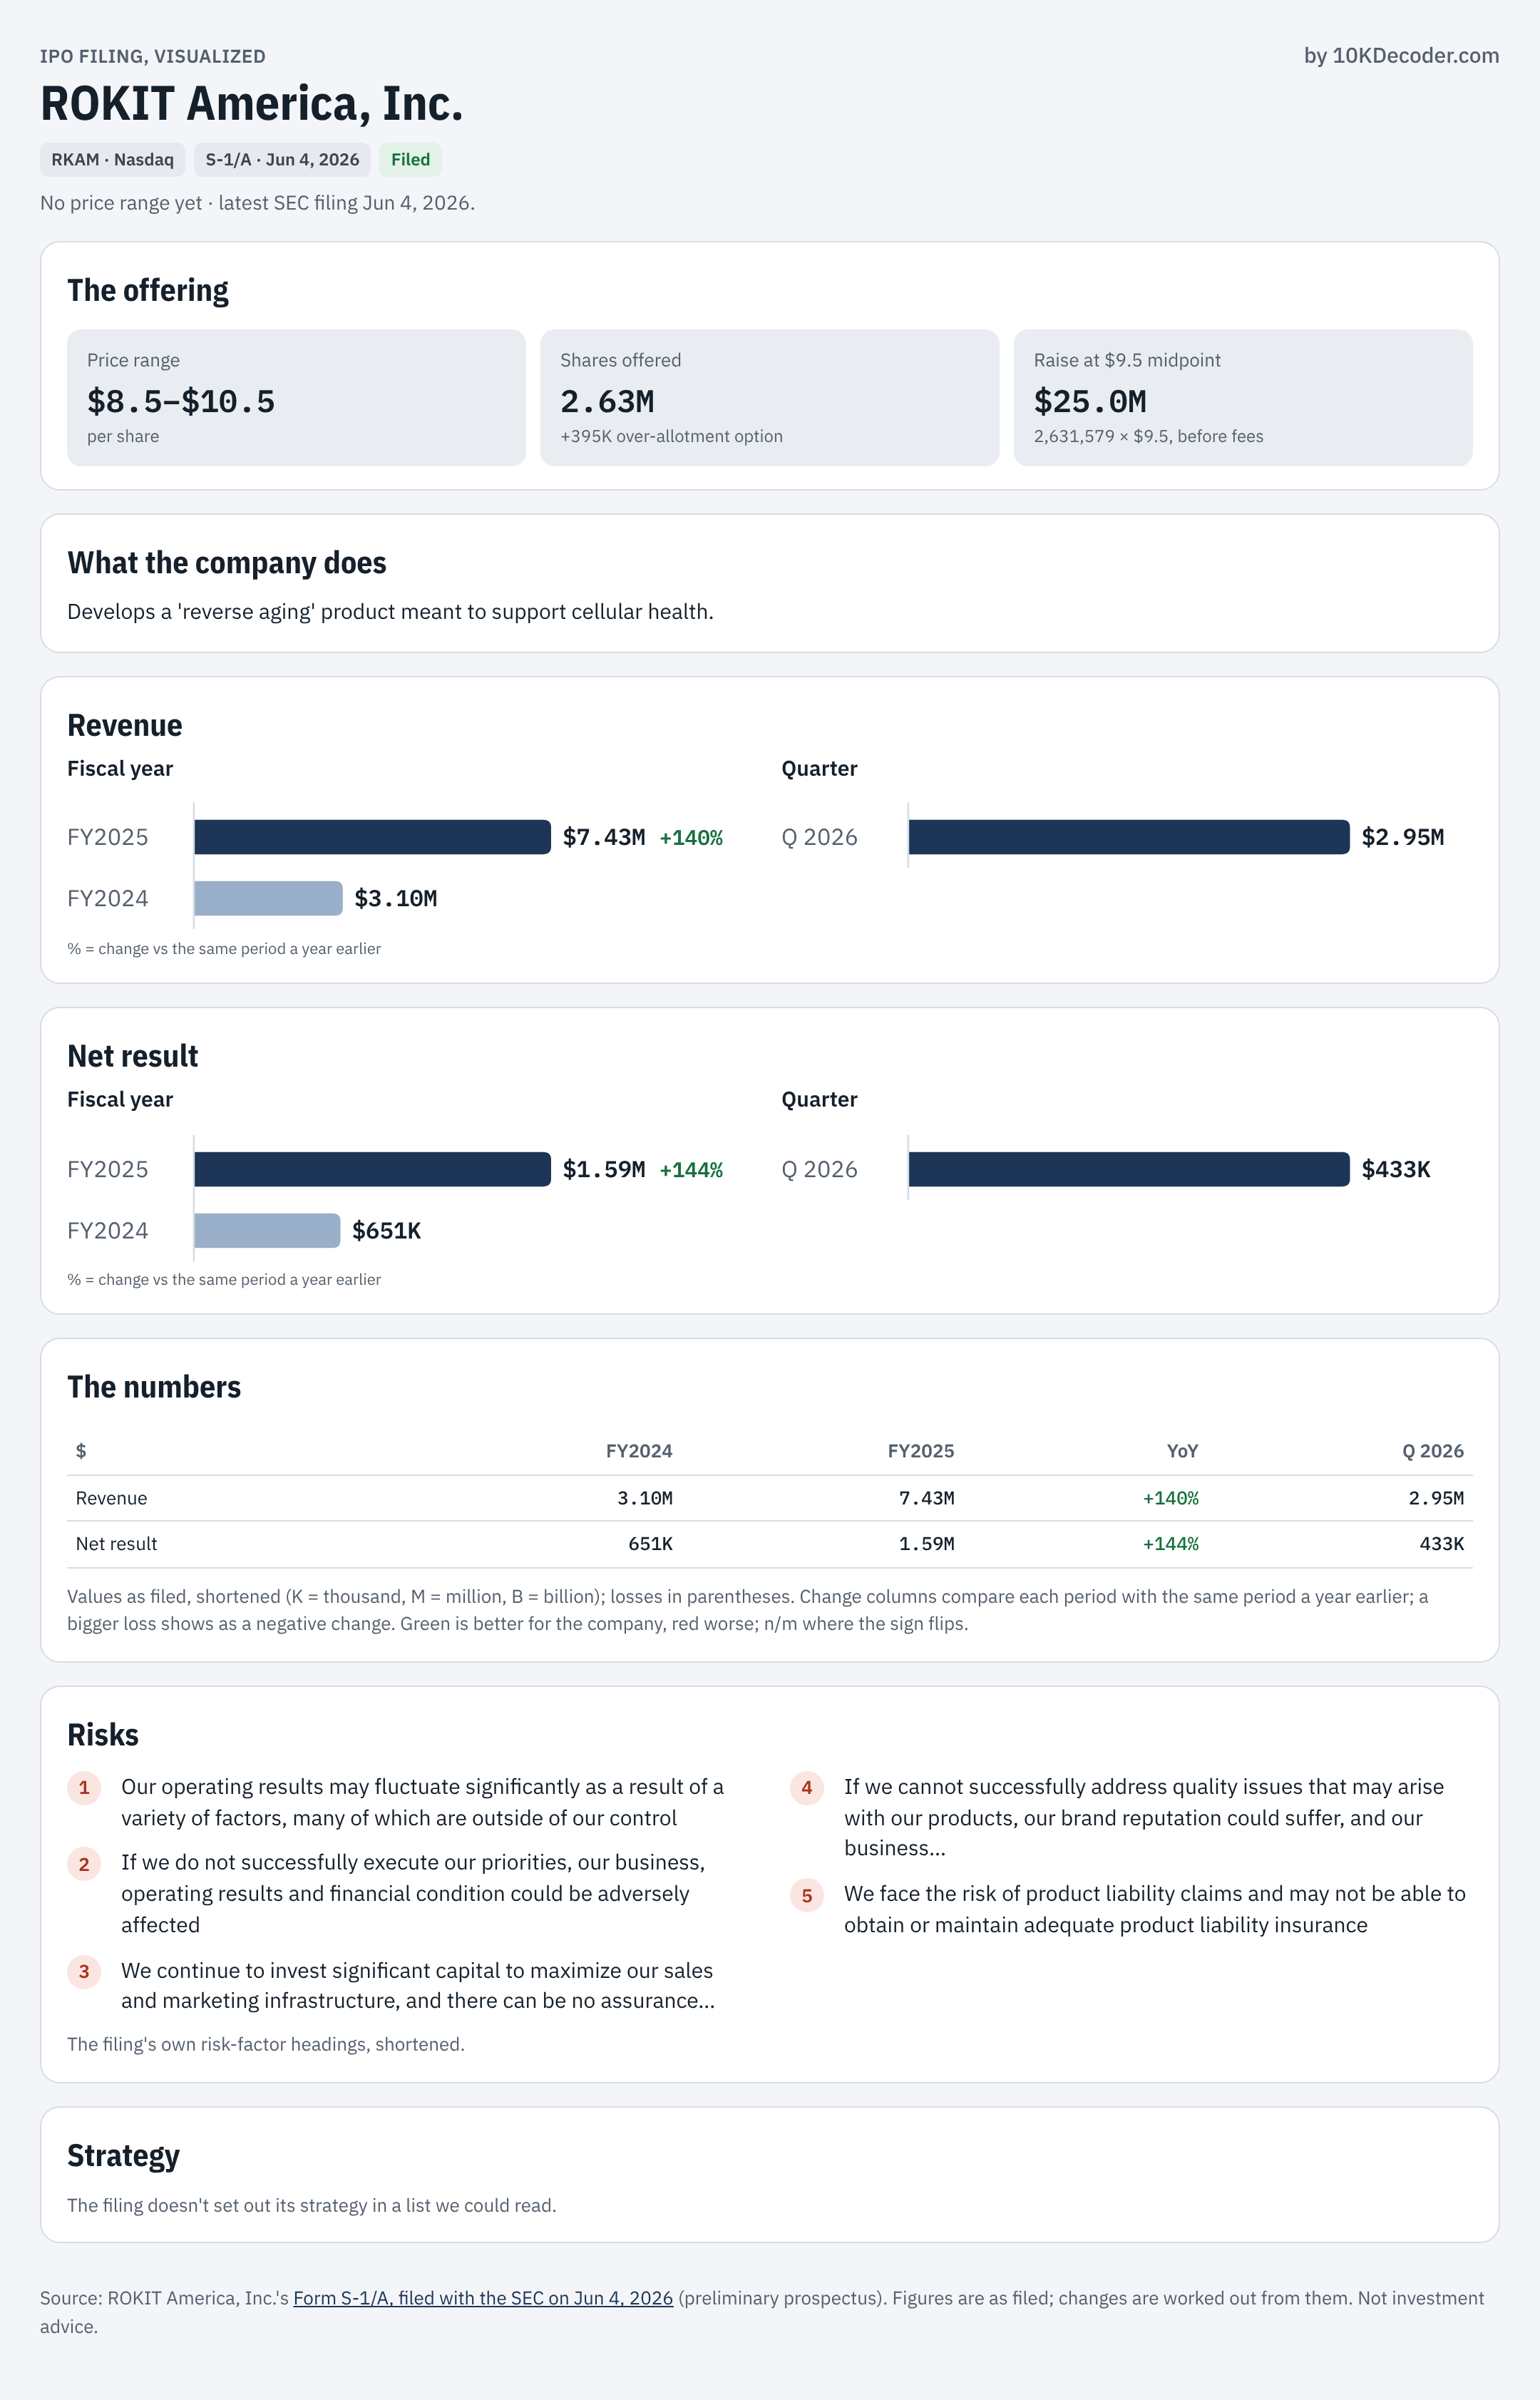 IPO FILING, VISUALIZED
by 10KDecoder.com
ROKIT America, Inc.
RKAM · Nasdaq
S-1/A · Jun 4, 2026
Filed
No price range yet · latest SEC filing Jun 4, 2026.
The offering
Price range
$8.5–$10.5
per share
Shares offered
2.63M
+395K over-allotment option
Raise at $9.5 midpoint
$25.0M
2,631,579 × $9.5, before fees
What the company does
Develops a 'reverse aging' product meant to support cellular health.
Revenue
Fiscal year
FY2025 $7.43M +140%
FY2024 $3.10M
Quarter
Q 2026 $2.95M
% = change vs the same period a year earlier
Net result
Fiscal year
FY2025 $1.59M +144%
FY2024 $651K
Quarter
Q 2026 $433K
% = change vs the same period a year earlier
The numbers
$ FY2024 FY2025 YoY Q 2026
Revenue 3.10M 7.43M +140% 2.95M
Net result 651K 1.59M +144% 433K
Values as filed, shortened (K = thousand, M = million, B = billion); losses in parentheses. Change columns compare each period with the same period a year earlier; a
bigger loss shows as a negative change. Green is better for the company, red worse; n/m where the sign flips.
Risks
1 Our operating results may fluctuate significantly as a result of a
variety of factors, many of which are outside of our control
2 If we do not successfully execute our priorities, our business,
operating results and financial condition could be adversely
affected
3 We continue to invest significant capital to maximize our sales
and marketing infrastructure, and there can be no assurance…
4 If we cannot successfully address quality issues that may arise
with our products, our brand reputation could suffer, and our
business…
5 We face the risk of product liability claims and may not be able to
obtain or maintain adequate product liability insurance
The filing's own risk-factor headings, shortened.
Strategy
The filing doesn't set out its strategy in a list we could read.
Source: ROKIT America, Inc.'s Form S-1/A, filed with the SEC on Jun 4, 2026 (preliminary prospectus). Figures are as filed; changes are worked out from them. Not investment
advice.